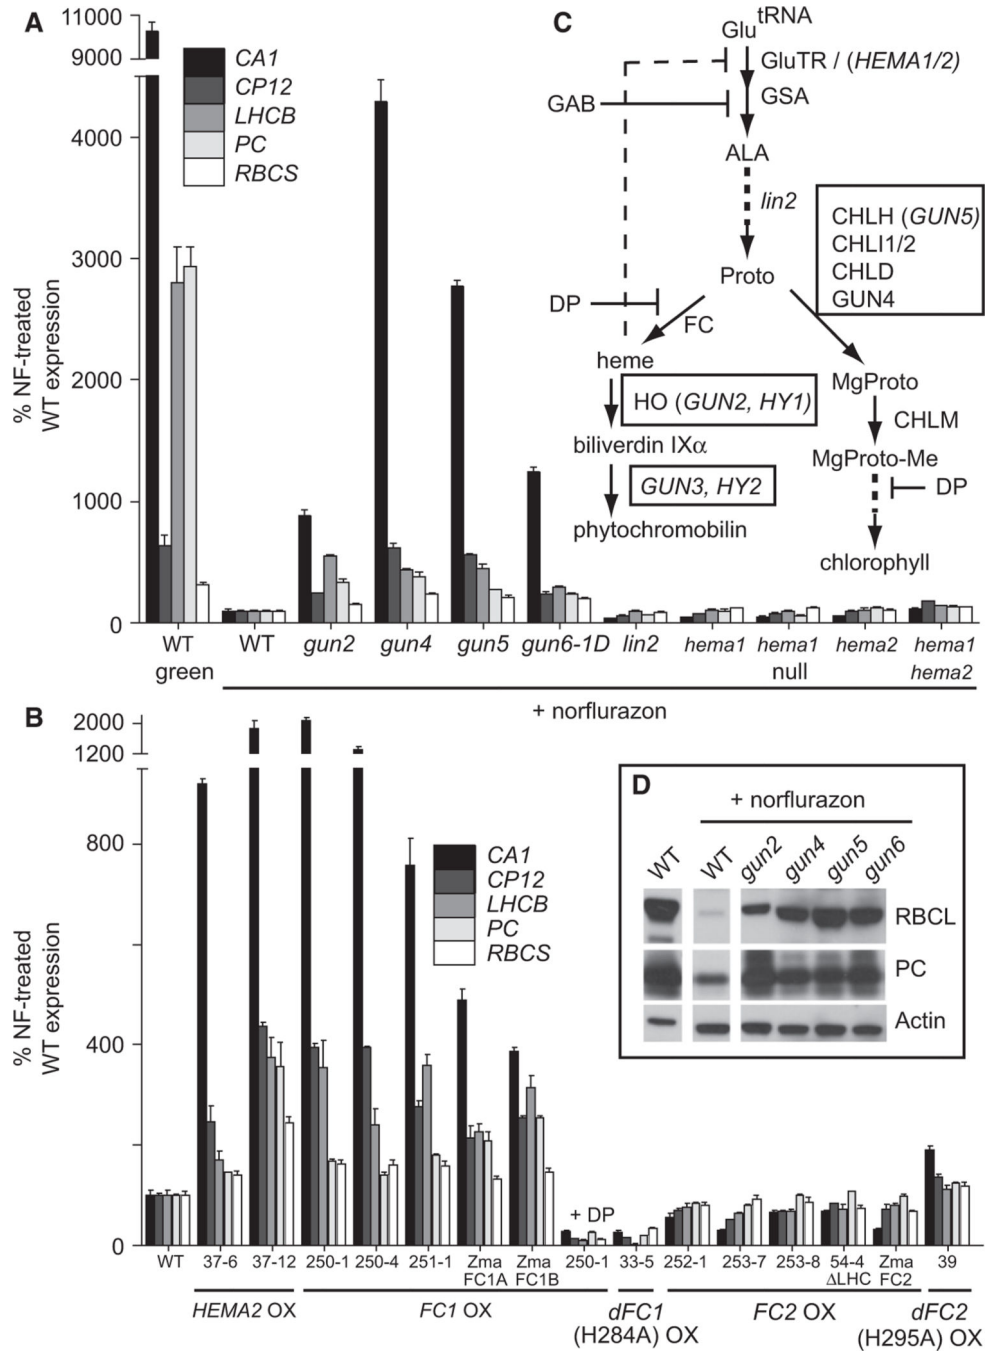 A
11000
9000
4000
3000
2000
1000
0
% NF-treated
WT expression
CA1
CP12
LHCB
PC
RBCS
WT
green
WT
gun2
gun4
gun5
gun6-1D
lin2
hema1
hema1
null
hema2
hema1
hema2
+ norflurazon
C
Glu tRNA
GluTR / (HEMA1/2)
GAB
GSA
ALA
lin2
CHLH (GUN5)
CHLI1/2
CHLD
GUN4
Proto
DP
FC
heme
MgProto
HO (GUN2, HY1)
CHLM
biliverdin IXα
MgProto-Me
GUN3, HY2
DP
phytochromobilin
chlorophyll
B
2000
1200
800
400
0
% NF-treated
WT expression
CA1
CP12
LHCB
PC
RBCS
+ DP
WT
37-6
37-12
250-1
250-4
251-1
Zma
FC1A
Zma
FC1B
250-1
33-5
252-1
253-7
253-8
54-4
ΔLHC
Zma
FC2
39
HEMA2 OX
FC1 OX
dFC1
(H284A) OX
FC2 OX
dFC2
(H295A) OX
D
+ norflurazon
WT
WT
gun2
gun4
gun5
gun6
RBCL
PC
Actin